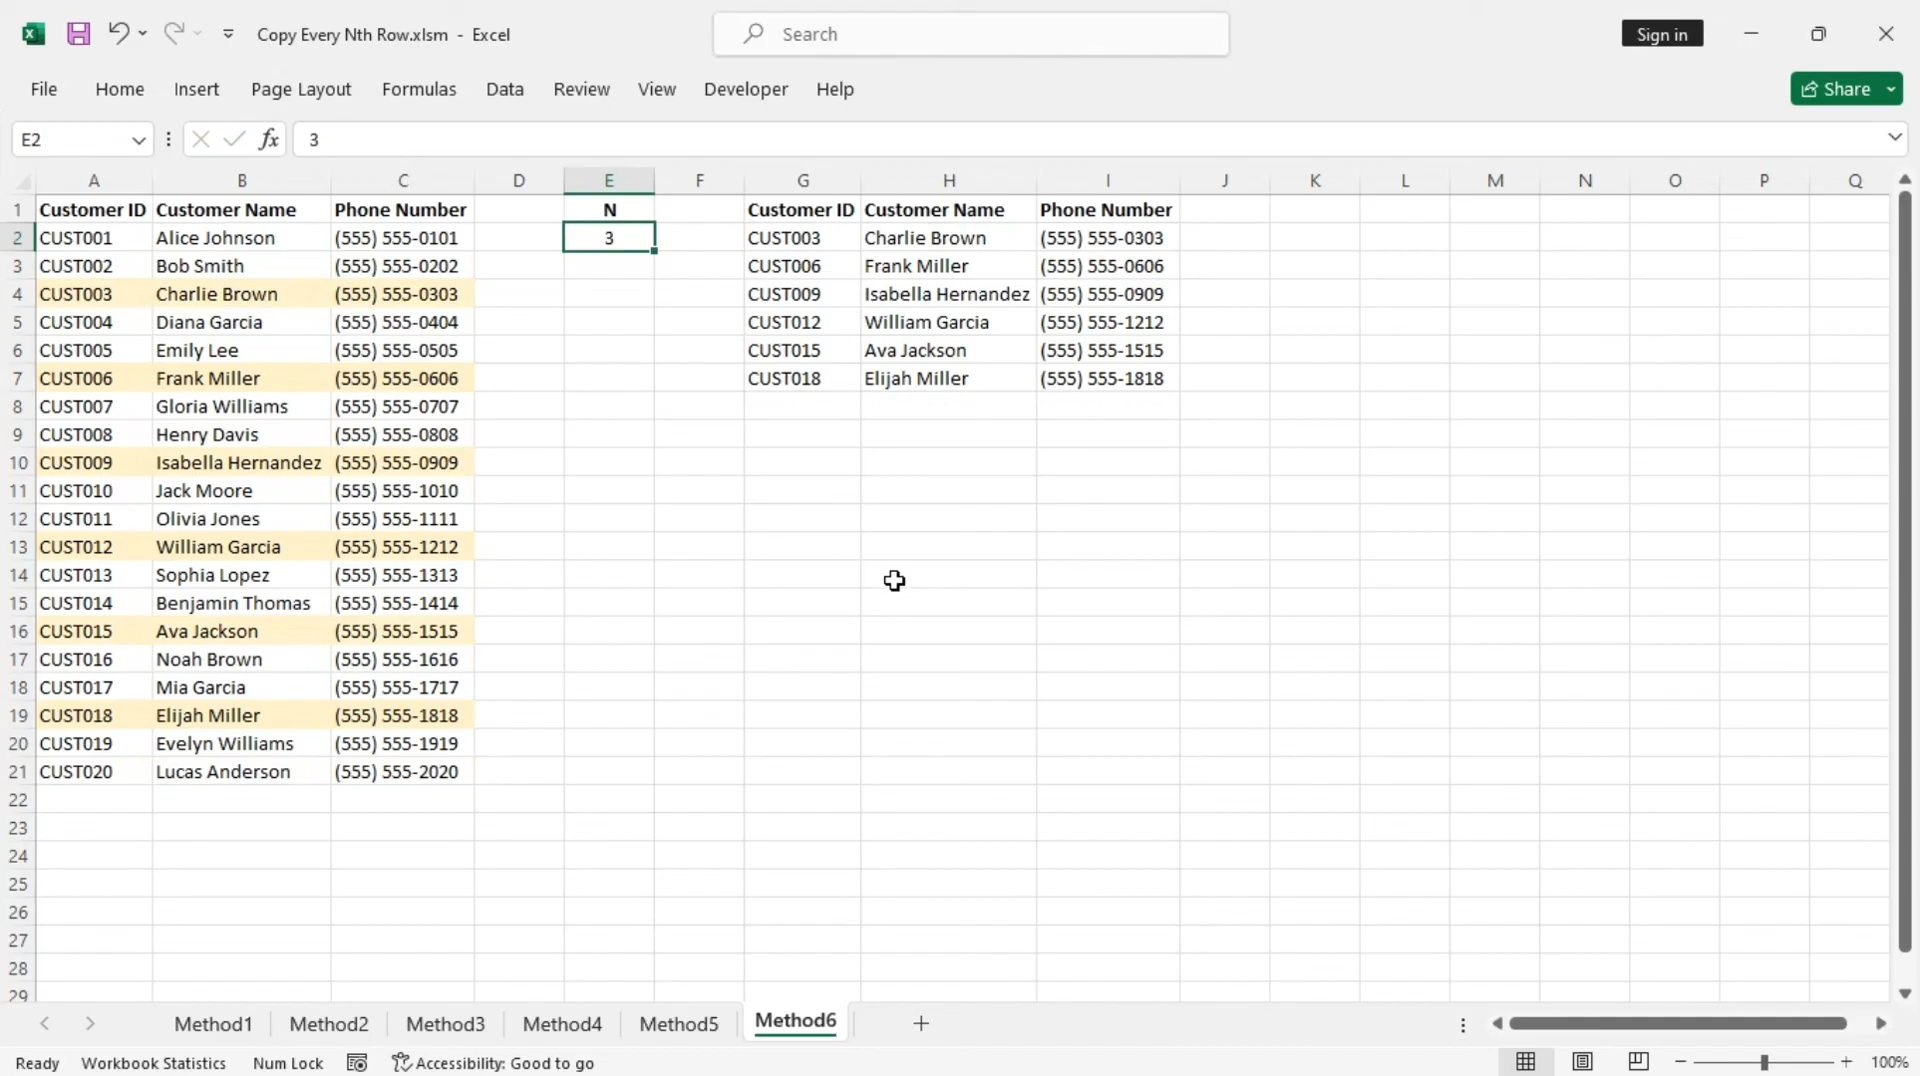 Copy Every Nth Row.xlsm - Excel
Search
Sign in
File Home Insert Page Layout Formulas Data Review View Developer Help
Share
E2
fx
3
A B C D E F G H I J K L M N O P Q
1 Customer ID Customer Name Phone Number N Customer ID Customer Name Phone Number
2 CUST001 Alice Johnson (555) 555-0101 3 CUST003 Charlie Brown (555) 555-0303
3 CUST002 Bob Smith (555) 555-0202 CUST006 Frank Miller (555) 555-0606
4 CUST003 Charlie Brown (555) 555-0303 CUST009 Isabella Hernandez (555) 555-0909
5 CUST004 Diana Garcia (555) 555-0404 CUST012 William Garcia (555) 555-1212
6 CUST005 Emily Lee (555) 555-0505 CUST015 Ava Jackson (555) 555-1515
7 CUST006 Frank Miller (555) 555-0606 CUST018 Elijah Miller (555) 555-1818
8 CUST007 Gloria Williams (555) 555-0707
9 CUST008 Henry Davis (555) 555-0808
10 CUST009 Isabella Hernandez (555) 555-0909
11 CUST010 Jack Moore (555) 555-1010
12 CUST011 Olivia Jones (555) 555-1111
13 CUST012 William Garcia (555) 555-1212
14 CUST013 Sophia Lopez (555) 555-1313
15 CUST014 Benjamin Thomas (555) 555-1414
16 CUST015 Ava Jackson (555) 555-1515
17 CUST016 Noah Brown (555) 555-1616
18 CUST017 Mia Garcia (555) 555-1717
19 CUST018 Elijah Miller (555) 555-1818
20 CUST019 Evelyn Williams (555) 555-1919
21 CUST020 Lucas Anderson (555) 555-2020
22
23
24
25
26
27
28
29
Method1 Method2 Method3 Method4 Method5 Method6
Ready Workbook Statistics Num Lock Accessibility: Good to go 100%